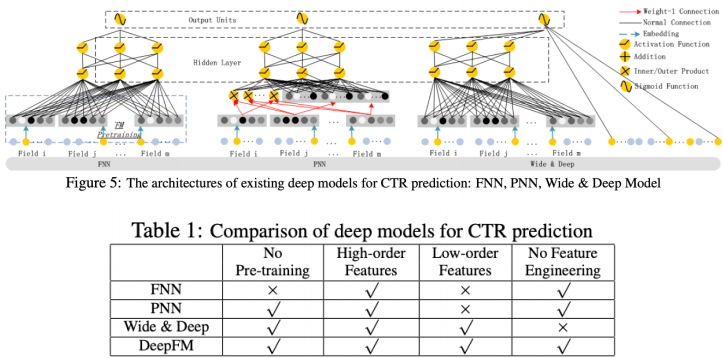 Output Units
Weight-1 Connection
Normal Connection
Embedding
Activation Function
Addition
Inner/Outer Product
Sigmoid Function
Hidden Layer
FM
Pretraining
Field i Field j ... Field m
Field i Field j ... Field m
Field i Field j ... Field m
FNN
PNN
Wide & Deep
Figure 5: The architectures of existing deep models for CTR prediction: FNN, PNN, Wide & Deep Model
Table 1: Comparison of deep models for CTR prediction
No Pre-training High-order Features Low-order Features No Feature Engineering
FNN × √ × √
PNN √ √ × √
Wide & Deep √ √ √ ×
DeepFM √ √ √ √